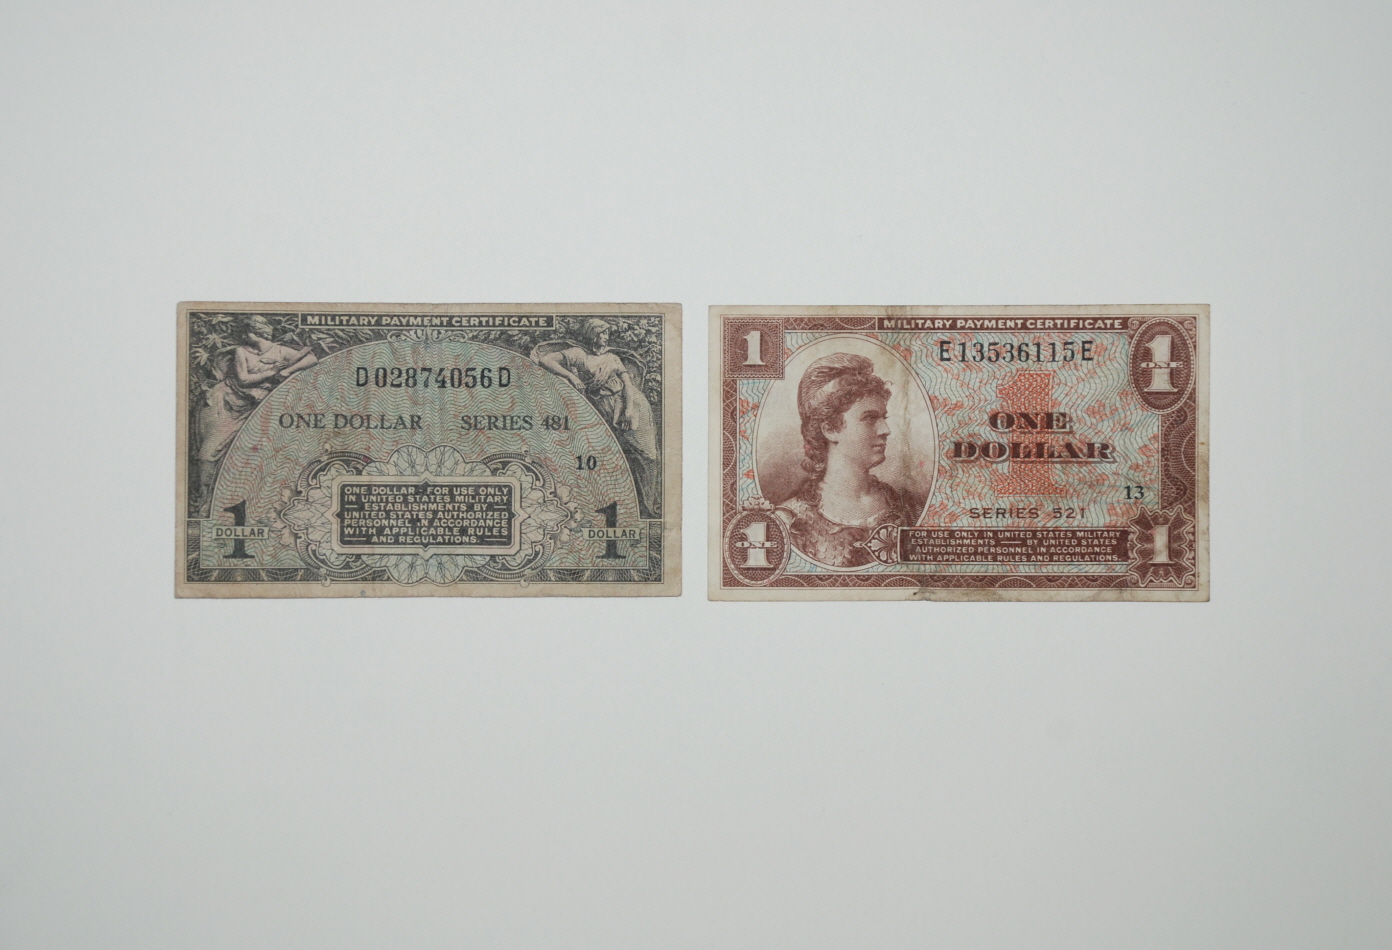 MILITARY PAYMENT CERTIFICATE
D02874056D
ONE DOLLAR SERIES 481
10
ONE DOLLAR - FOR USE ONLY
IN UNITED STATES MILITARY
— ESTABLISHMENTS BY —
UNITED STATES AUTHORIZED
PERSONNEL IN ACCORDANCE
WITH APPLICABLE RULES
— AND REGULATIONS. —
1
DOLLAR
1
DOLLAR
MILITARY PAYMENT CERTIFICATE
1
E13536115E
1
ONE
1
ONE
DOLLAR
13
SERIES 521
1
ONE
FOR USE ONLY IN UNITED STATES MILITARY
ESTABLISHMENTS — BY UNITED STATES
AUTHORIZED PERSONNEL IN ACCORDANCE
WITH APPLICABLE RULES AND REGULATIONS.
1